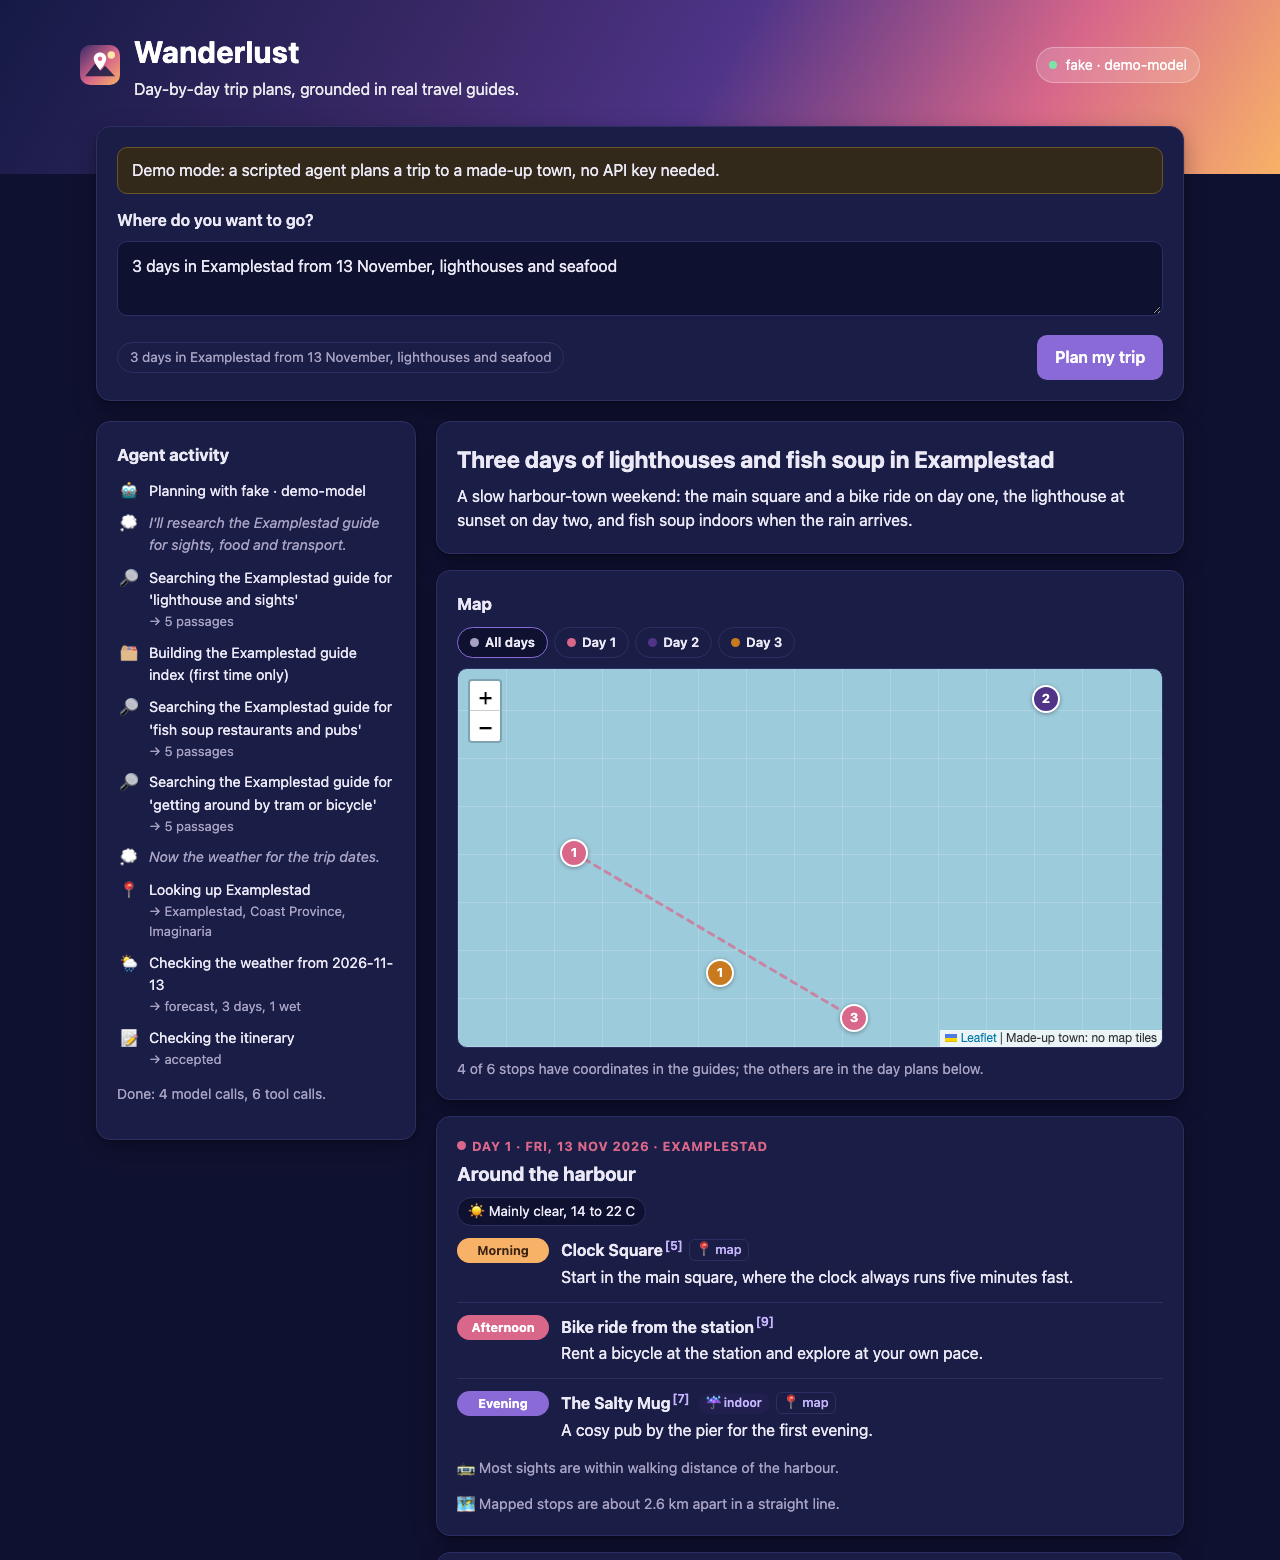 Wanderlust
Day-by-day trip plans, grounded in real travel guides.
fake · demo-model
Demo mode: a scripted agent plans a trip to a made-up town, no API key needed.
Where do you want to go?
3 days in Examplestad from 13 November, lighthouses and seafood
3 days in Examplestad from 13 November, lighthouses and seafood
Plan my trip
Agent activity
Planning with fake · demo-model
I'll research the Examplestad guide
for sights, food and transport.
Searching the Examplestad guide for
'lighthouse and sights'
→ 5 passages
Building the Examplestad guide
index (first time only)
Searching the Examplestad guide for
'fish soup restaurants and pubs'
→ 5 passages
Searching the Examplestad guide for
'getting around by tram or bicycle'
→ 5 passages
Now the weather for the trip dates.
Looking up Examplestad
→ Examplestad, Coast Province,
Imaginaria
Checking the weather from 2026-11-
13
→ forecast, 3 days, 1 wet
Checking the itinerary
→ accepted
Done: 4 model calls, 6 tool calls.
Three days of lighthouses and fish soup in Examplestad
A slow harbour-town weekend: the main square and a bike ride on day one, the lighthouse at
sunset on day two, and fish soup indoors when the rain arrives.
Map
All days Day 1 Day 2 Day 3
+
−
2
1
1
3
Leaflet | Made-up town: no map tiles
4 of 6 stops have coordinates in the guides; the others are in the day plans below.
DAY 1 · FRI, 13 NOV 2026 · EXAMPLESTAD
Around the harbour
Mainly clear, 14 to 22 C
Morning Clock Square [5] map
Start in the main square, where the clock always runs five minutes fast.
Afternoon Bike ride from the station [9]
Rent a bicycle at the station and explore at your own pace.
Evening The Salty Mug [7] indoor map
A cosy pub by the pier for the first evening.
Most sights are within walking distance of the harbour.
Mapped stops are about 2.6 km apart in a straight line.